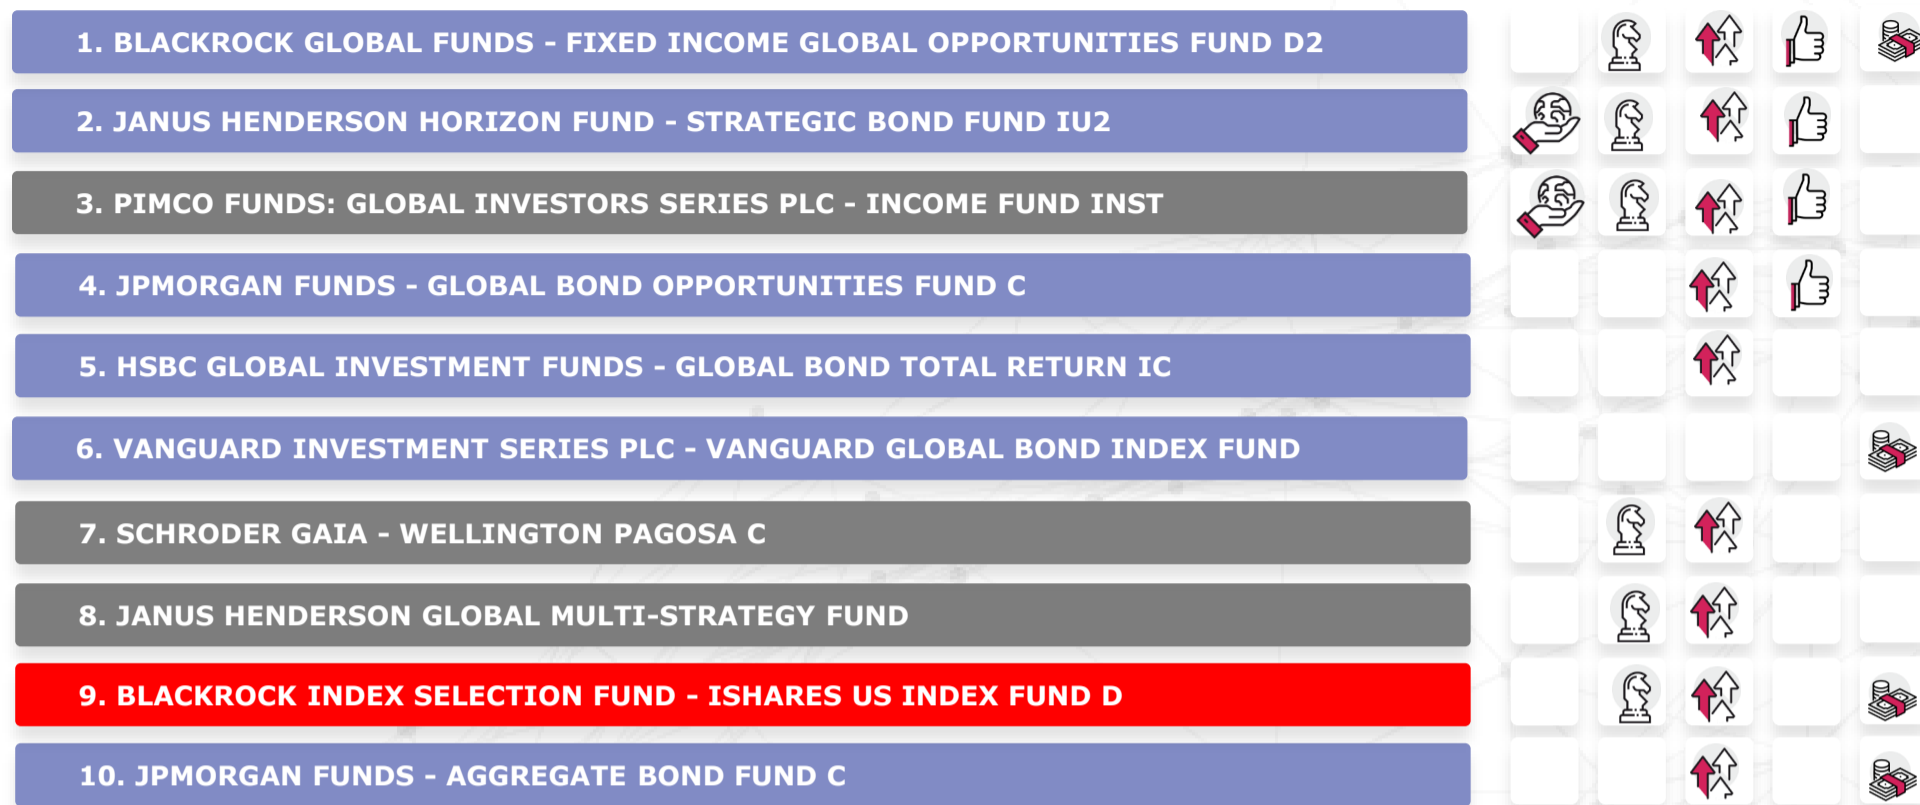 1. BLACKROCK GLOBAL FUNDS - FIXED INCOME GLOBAL OPPORTUNITIES FUND D2
2. JANUS HENDERSON HORIZON FUND - STRATEGIC BOND FUND IU2
3. PIMCO FUNDS: GLOBAL INVESTORS SERIES PLC - INCOME FUND INST
4. JPMORGAN FUNDS - GLOBAL BOND OPPORTUNITIES FUND C
5. HSBC GLOBAL INVESTMENT FUNDS - GLOBAL BOND TOTAL RETURN IC
6. VANGUARD INVESTMENT SERIES PLC - VANGUARD GLOBAL BOND INDEX FUND
7. SCHRODER GAIA - WELLINGTON PAGOSA C
8. JANUS HENDERSON GLOBAL MULTI-STRATEGY FUND
9. BLACKROCK INDEX SELECTION FUND - ISHARES US INDEX FUND D
10. JPMORGAN FUNDS - AGGREGATE BOND FUND C